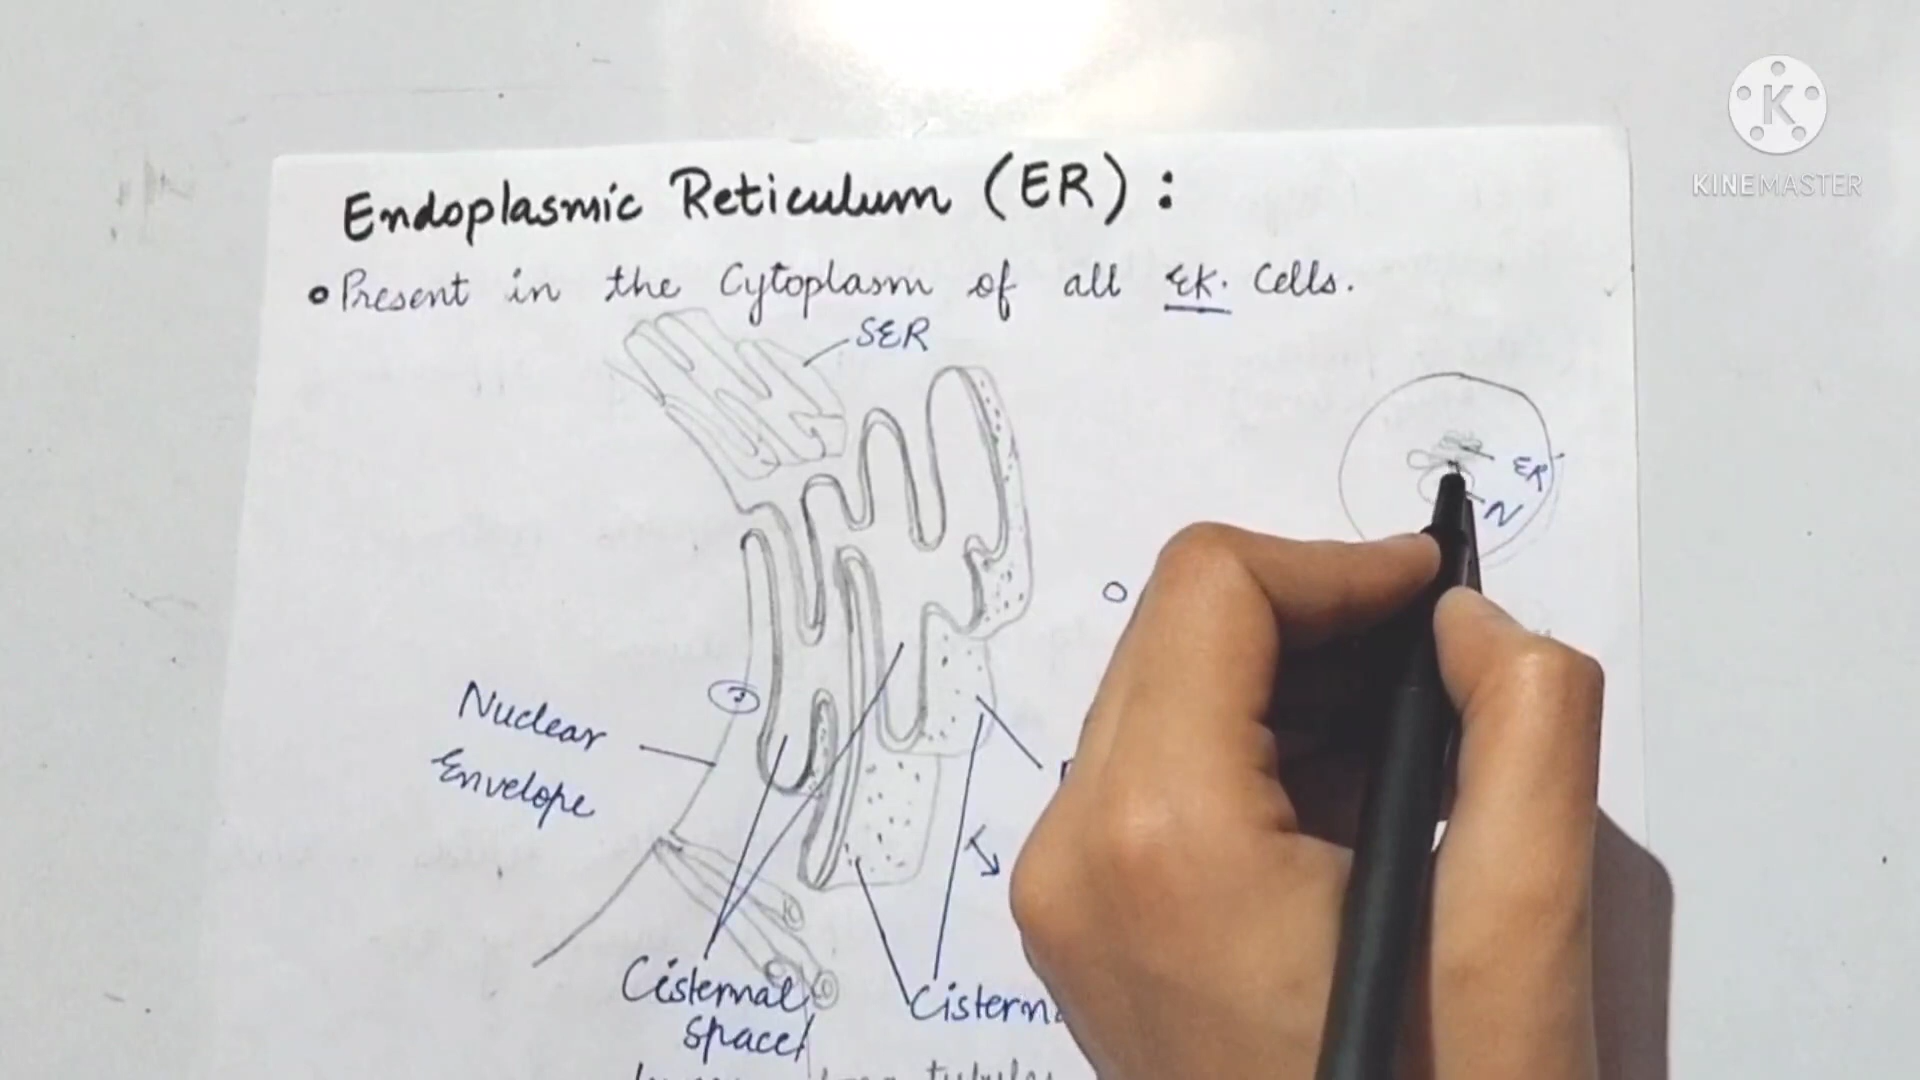 Endoplasmic Reticulum (ER) :
• Present in the Cytoplasm of all EK. Cells.
SER
ER
N
Nuclear
Envelope
Cisternal
space/
Cistern
KINEMASTER